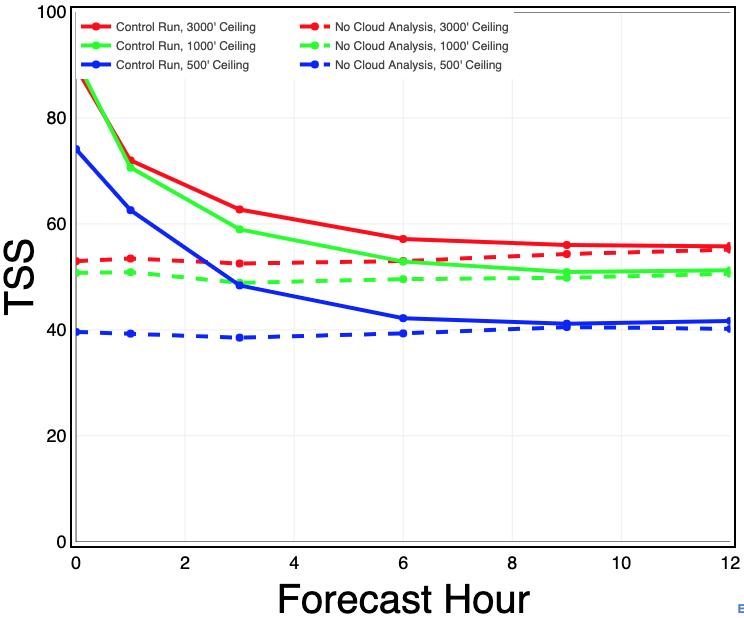 100
Control Run, 3000' Ceiling No Cloud Analysis, 3000' Ceiling
Control Run, 1000' Ceiling No Cloud Analysis, 1000' Ceiling
Control Run, 500' Ceiling No Cloud Analysis, 500' Ceiling
80
60
TSS
40
20
0
0 2 4 6 8 10 12
Forecast Hour
E